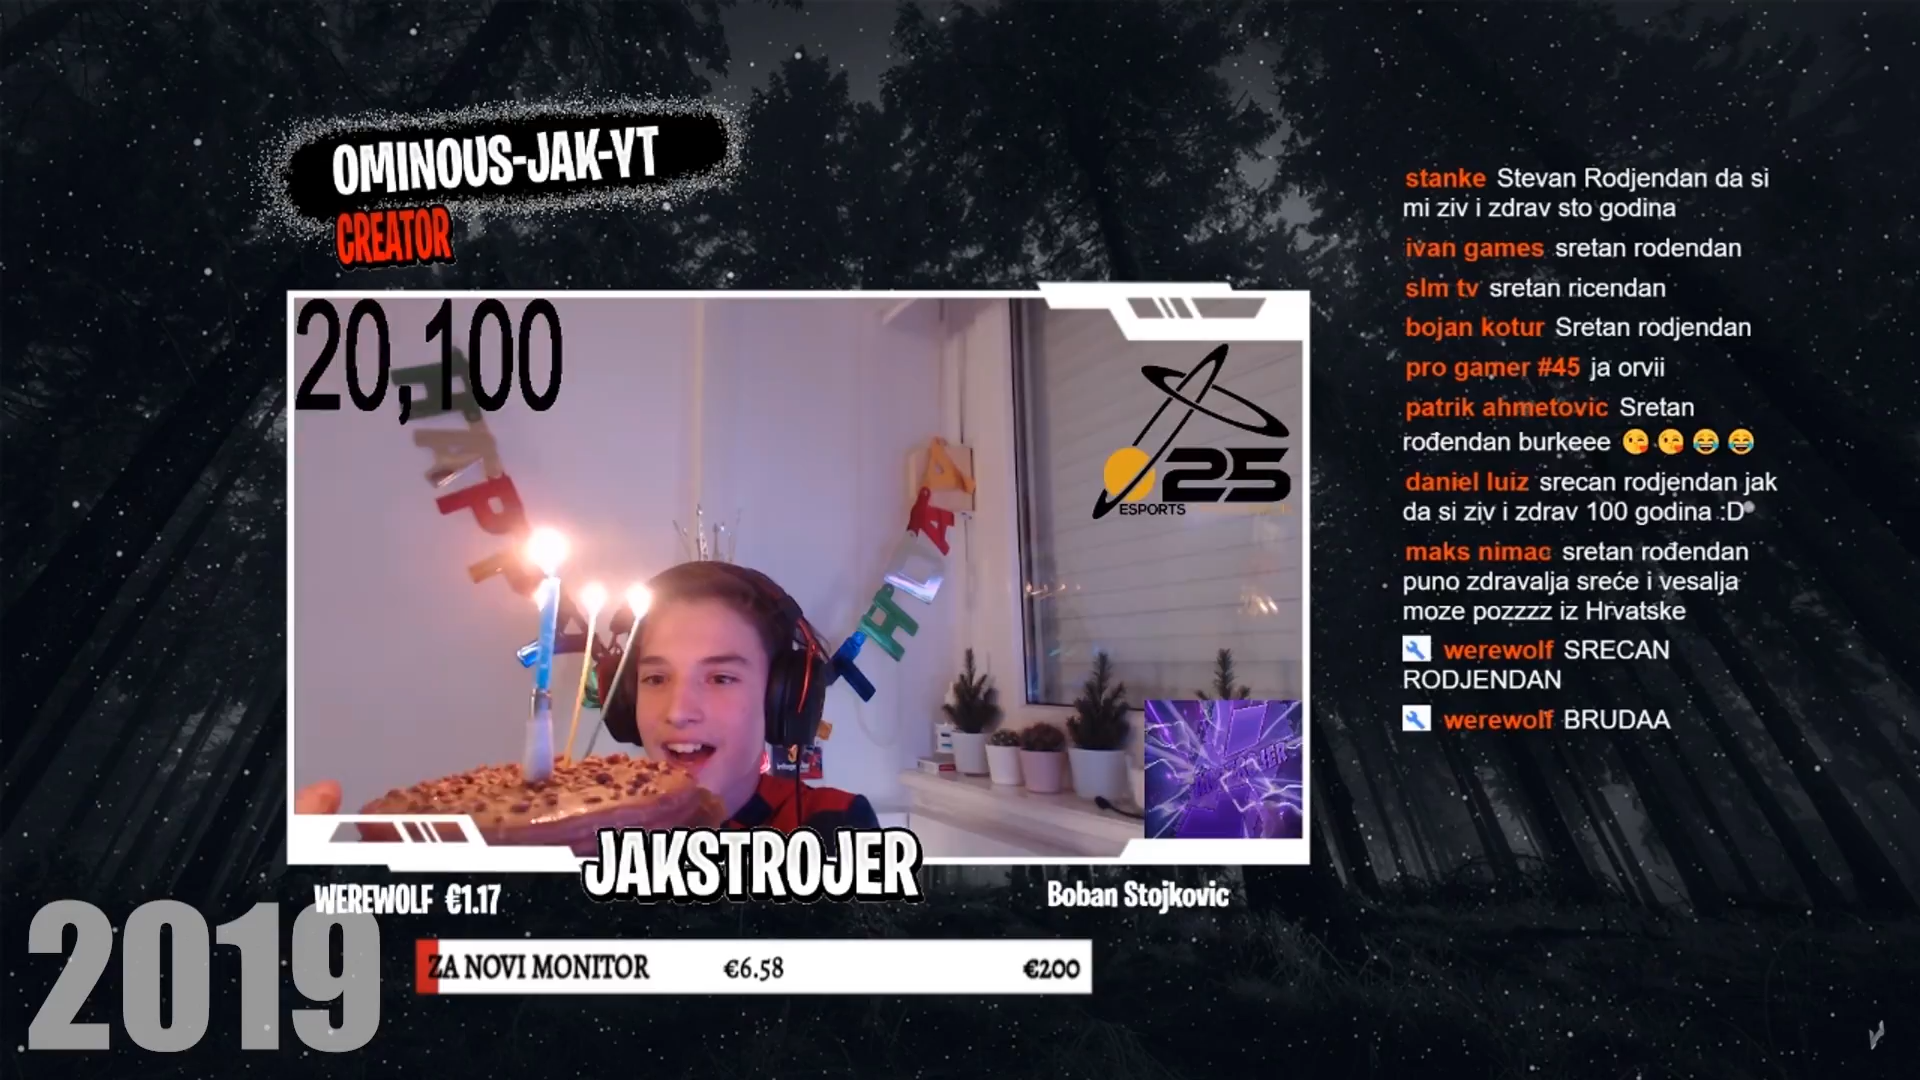 OMINOUS-JAK-YT
CREATOR
20,100
HAPPY
25
ESPORTS
JAKSTROJER
WEREWOLF €1.17
Boban Stojkovic
ZA NOVI MONITOR €6.58 €200
2019
stanke Stevan Rodjendan da si
mi ziv i zdrav sto godina
ivan games sretan rodendan
slm tv sretan ricendan
bojan kotur Sretan rodjendan
pro gamer #45 ja orvii
patrik ahmetovic Sretan
rođendan burkeee 😘 😘 😂 😂
daniel luiz srecan rodjendan jak
da si ziv i zdrav 100 godina :D
maks nimac sretan rođendan
puno zdravalja sreće i vesalja
moze pozzzz iz Hrvatske
werewolf SRECAN
RODJENDAN
werewolf BRUDAA